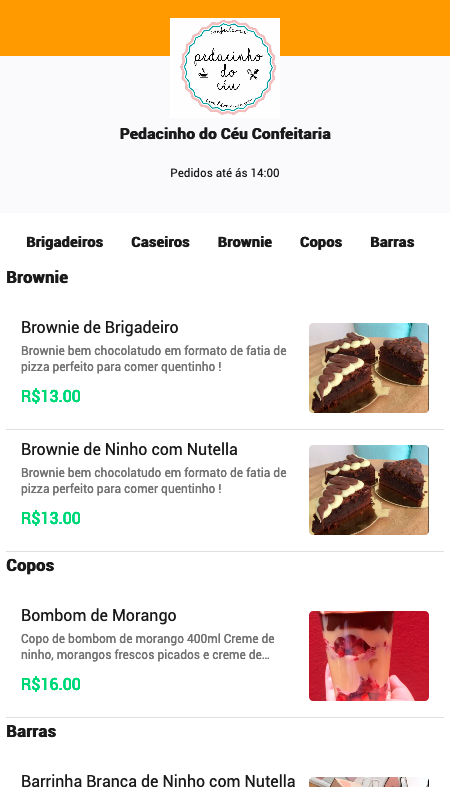 confeitaria
pedacinho
do
céu
Pedacinho do Céu Confeitaria
Pedidos até ás 14:00
Brigadeiros Caseiros Brownie Copos Barras
Brownie
Brownie de Brigadeiro
Brownie bem chocolatudo em formato de fatia de
pizza perfeito para comer quentinho !
R$13.00
Brownie de Ninho com Nutella
Brownie bem chocolatudo em formato de fatia de
pizza perfeito para comer quentinho !
R$13.00
Copos
Bombom de Morango
Copo de bombom de morango 400ml Creme de
ninho, morangos frescos picados e creme de…
R$16.00
Barras
Barrinha Branca de Ninho com Nutella